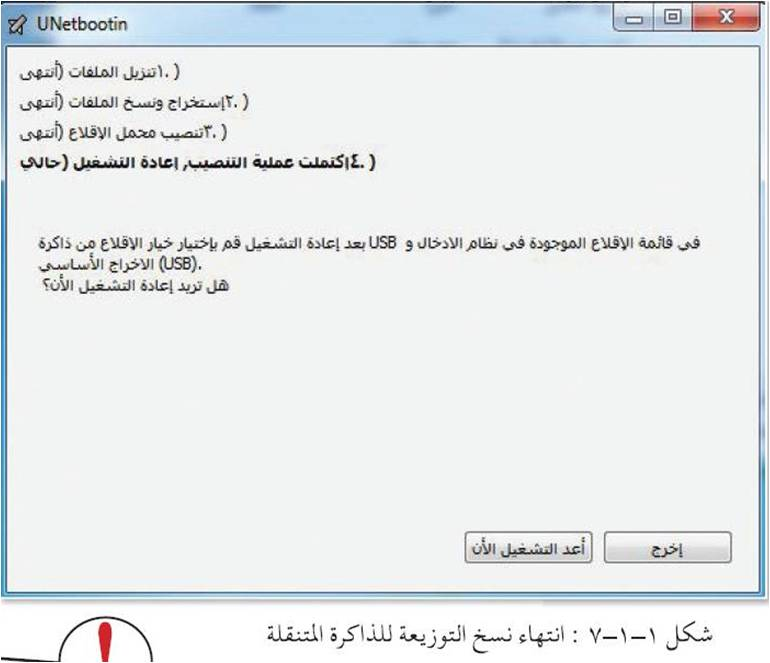 UNetbootin
١. تنزيل الملفات (أنتهى)
٢. إستخراج ونسخ الملفات (أنتهى)
٣. تنصيب محمل الإقلاع (أنتهى)
٤. إكتملت عملية التنصيب, إعادة التشغيل (حالي)
في قائمة الإقلاع الموجودة في نظام الادخال و USB بعد إعادة التشغيل قم بإختيار خيار الإقلاع من ذاكرة
الاخراج الأساسي (USB).
هل تريد إعادة التشغيل الأن؟
أعد التشغيل الأن
إخرج
شكل ١–١–٧ : انتهاء نسخ التوزيعة للذاكرة المتنقلة